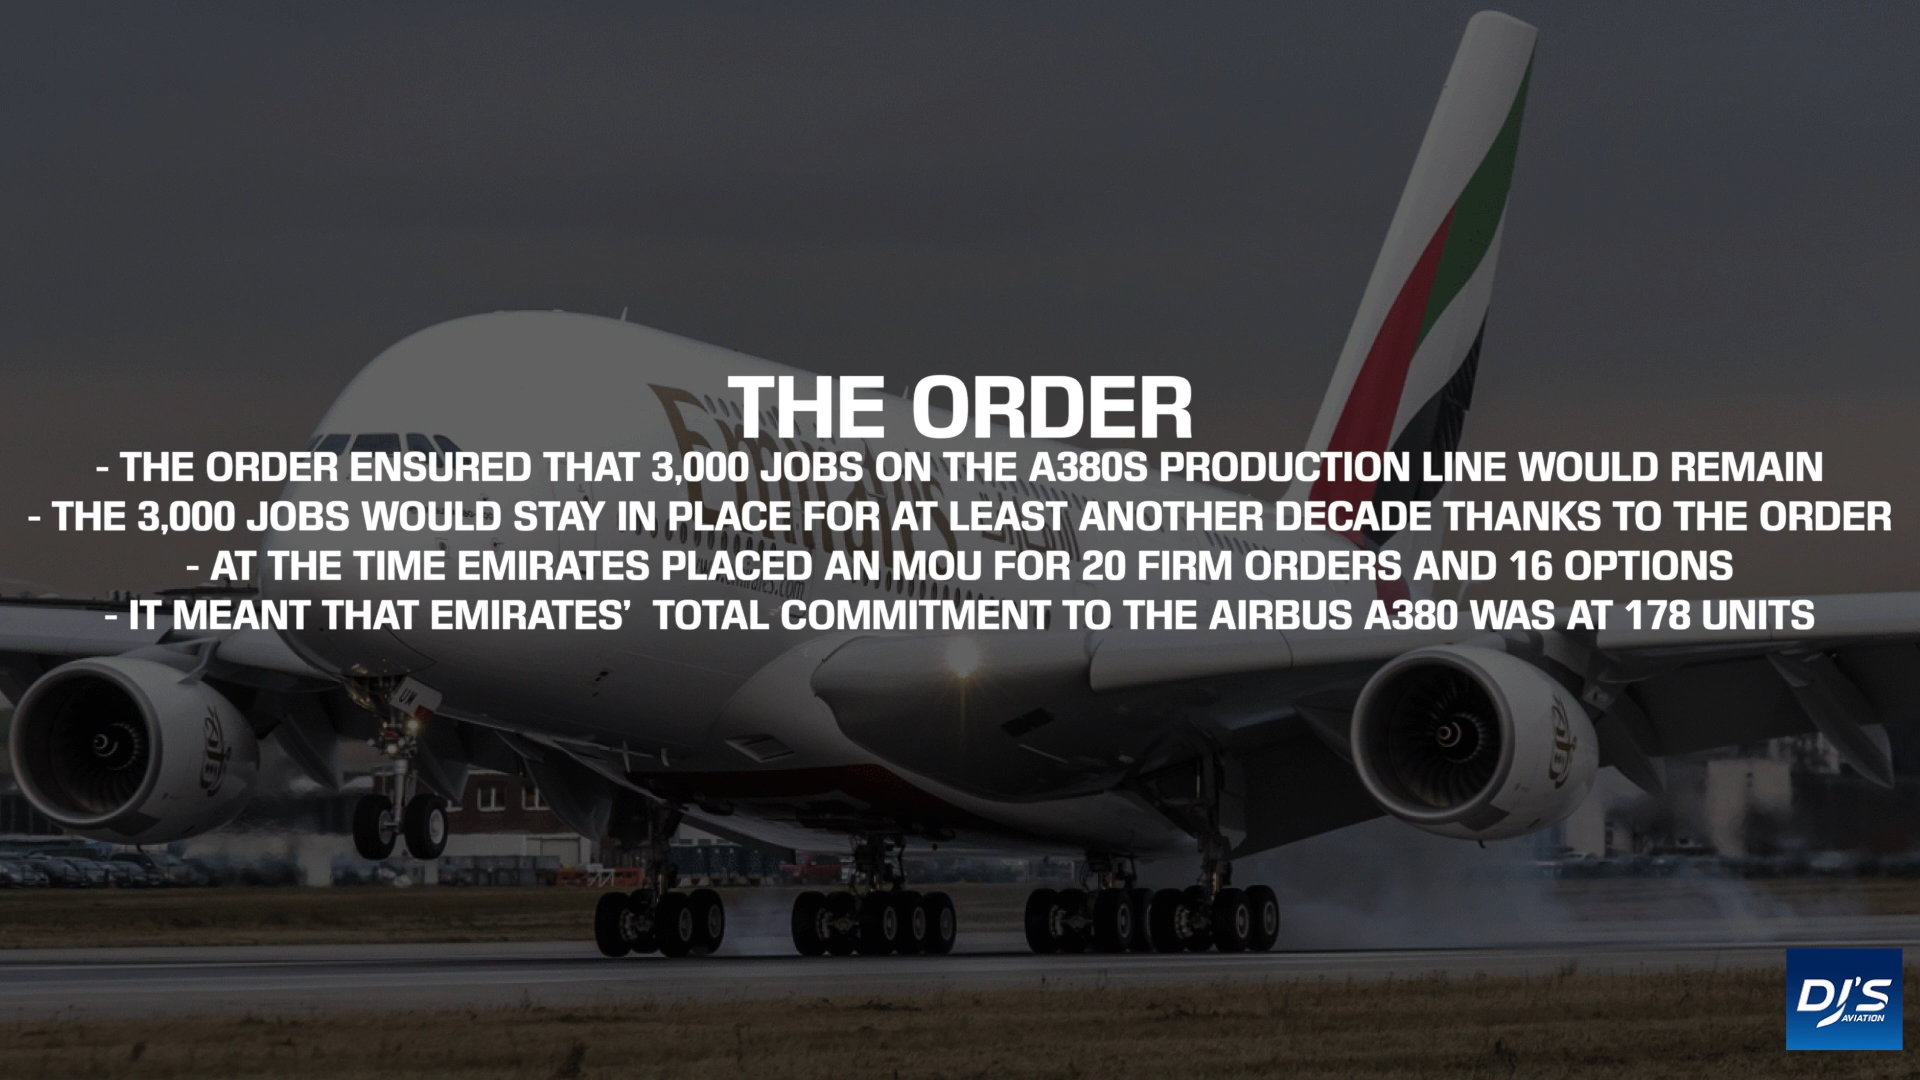 THE ORDER
- THE ORDER ENSURED THAT 3,000 JOBS ON THE A380S PRODUCTION LINE WOULD REMAIN
- THE 3,000 JOBS WOULD STAY IN PLACE FOR AT LEAST ANOTHER DECADE THANKS TO THE ORDER
- AT THE TIME EMIRATES PLACED AN MOU FOR 20 FIRM ORDERS AND 16 OPTIONS
- IT MEANT THAT EMIRATES’  TOTAL COMMITMENT TO THE AIRBUS A380 WAS AT 178 UNITS
Emirates
UW
DJ'S
AVIATION